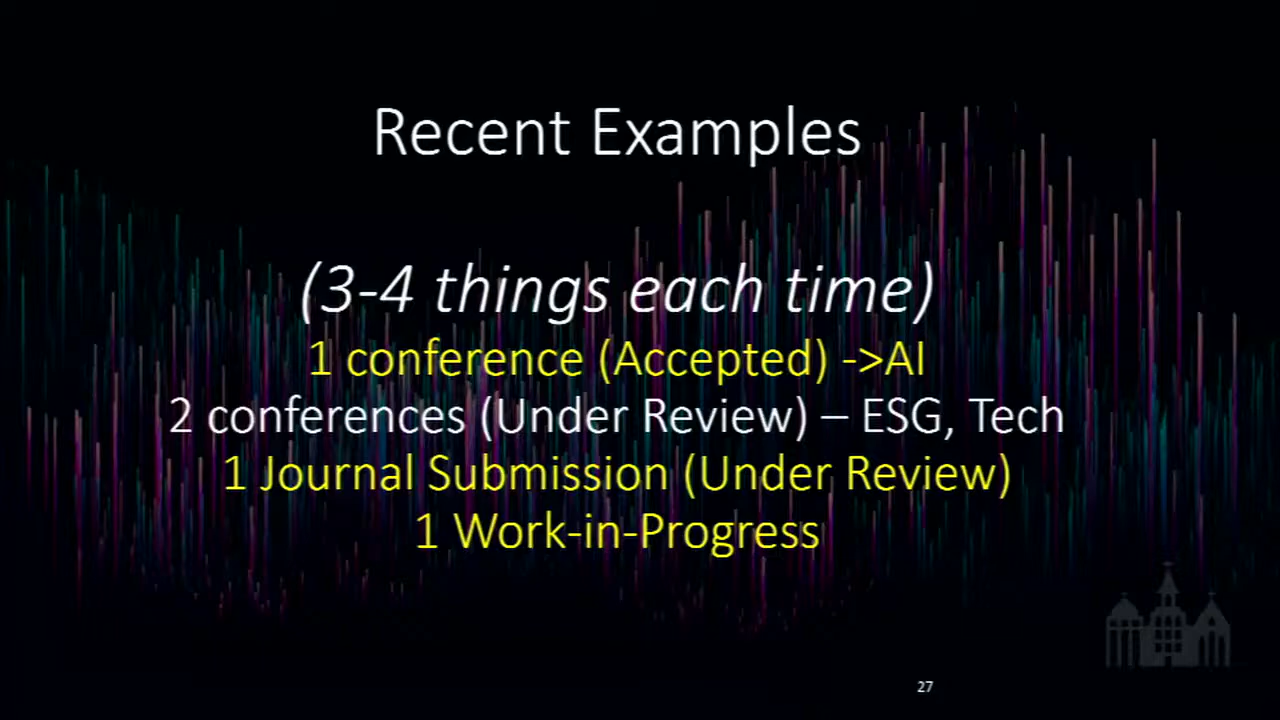 Recent Examples
(3-4 things each time)
1 conference (Accepted) ->AI
2 conferences (Under Review) – ESG, Tech
1 Journal Submission (Under Review)
1 Work-in-Progress
27